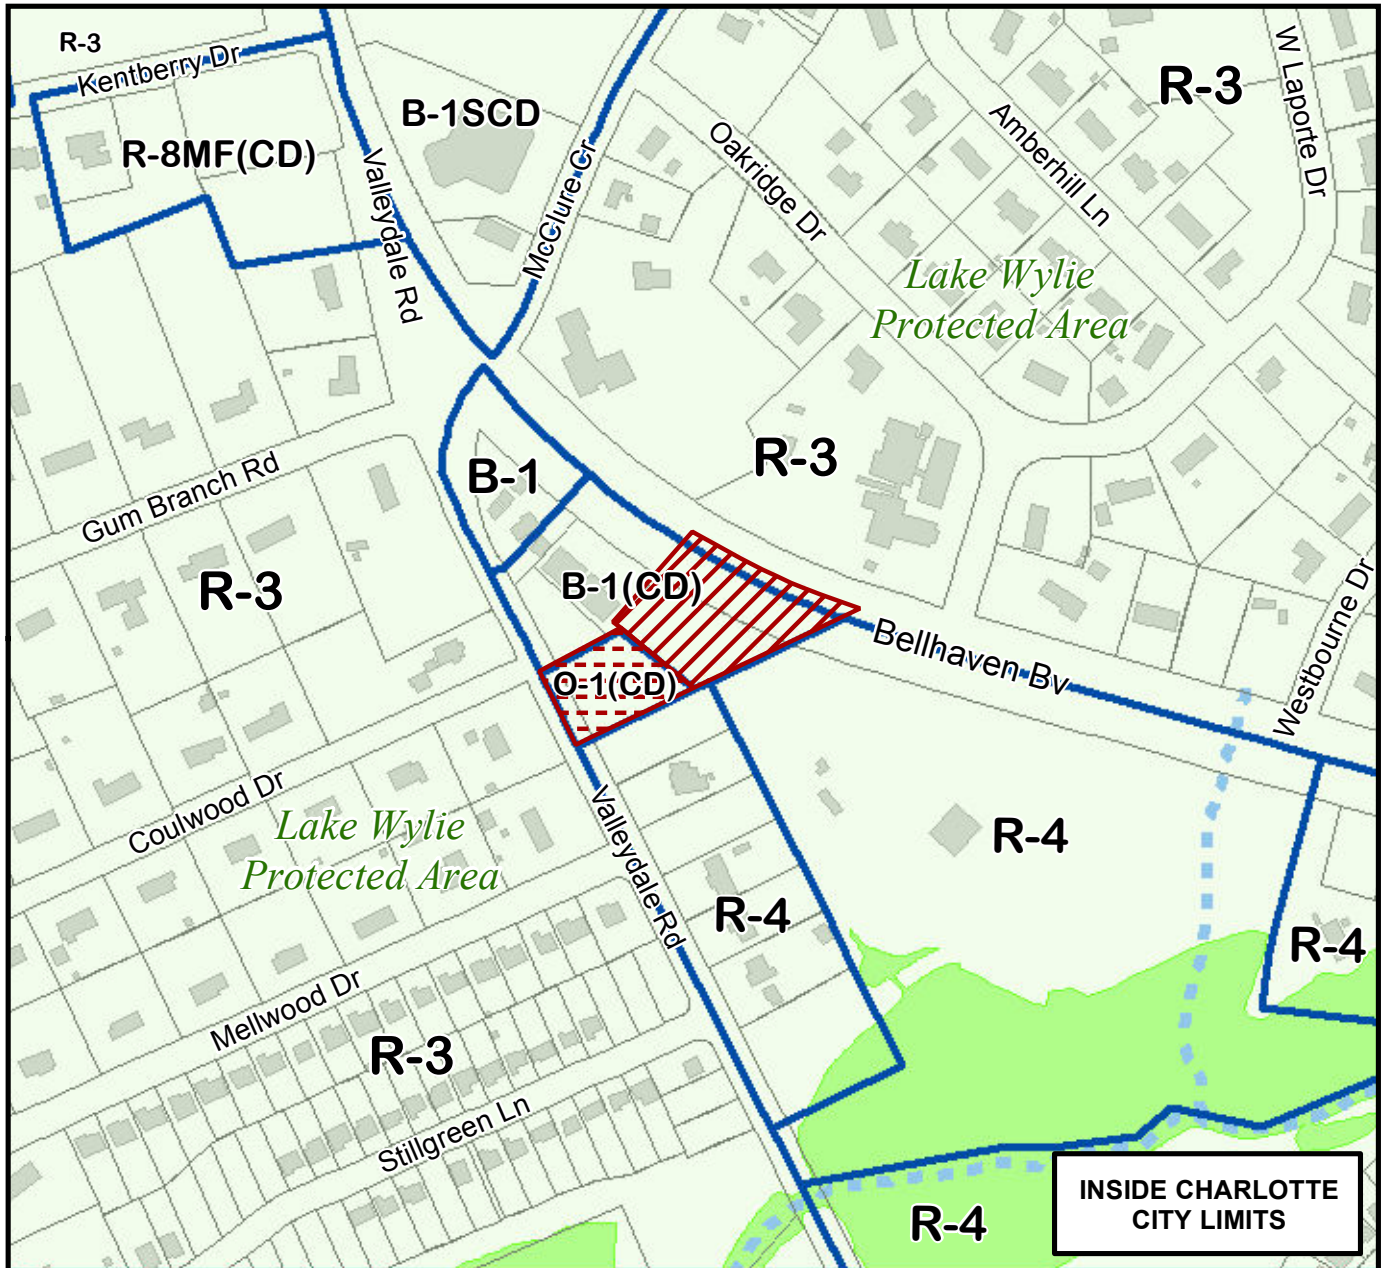 R-3
Kentberry Dr
R-8MF(CD)
B-1SCD
Valleydale Rd
McClure Cr
Oakridge Dr
Amberhill Ln
R-3
W Laporte Dr
Lake Wylie
Protected Area
R-3
B-1
Gum Branch Rd
R-3
B-1(CD)
O-1(CD)
Bellhaven Bv
Westbourne Dr
Coulwood Dr
Lake Wylie
Protected Area
Valleydale Rd
R-4
R-4
R-4
Mellwood Dr
R-3
Stillgreen Ln
R-4
INSIDE CHARLOTTE
CITY LIMITS